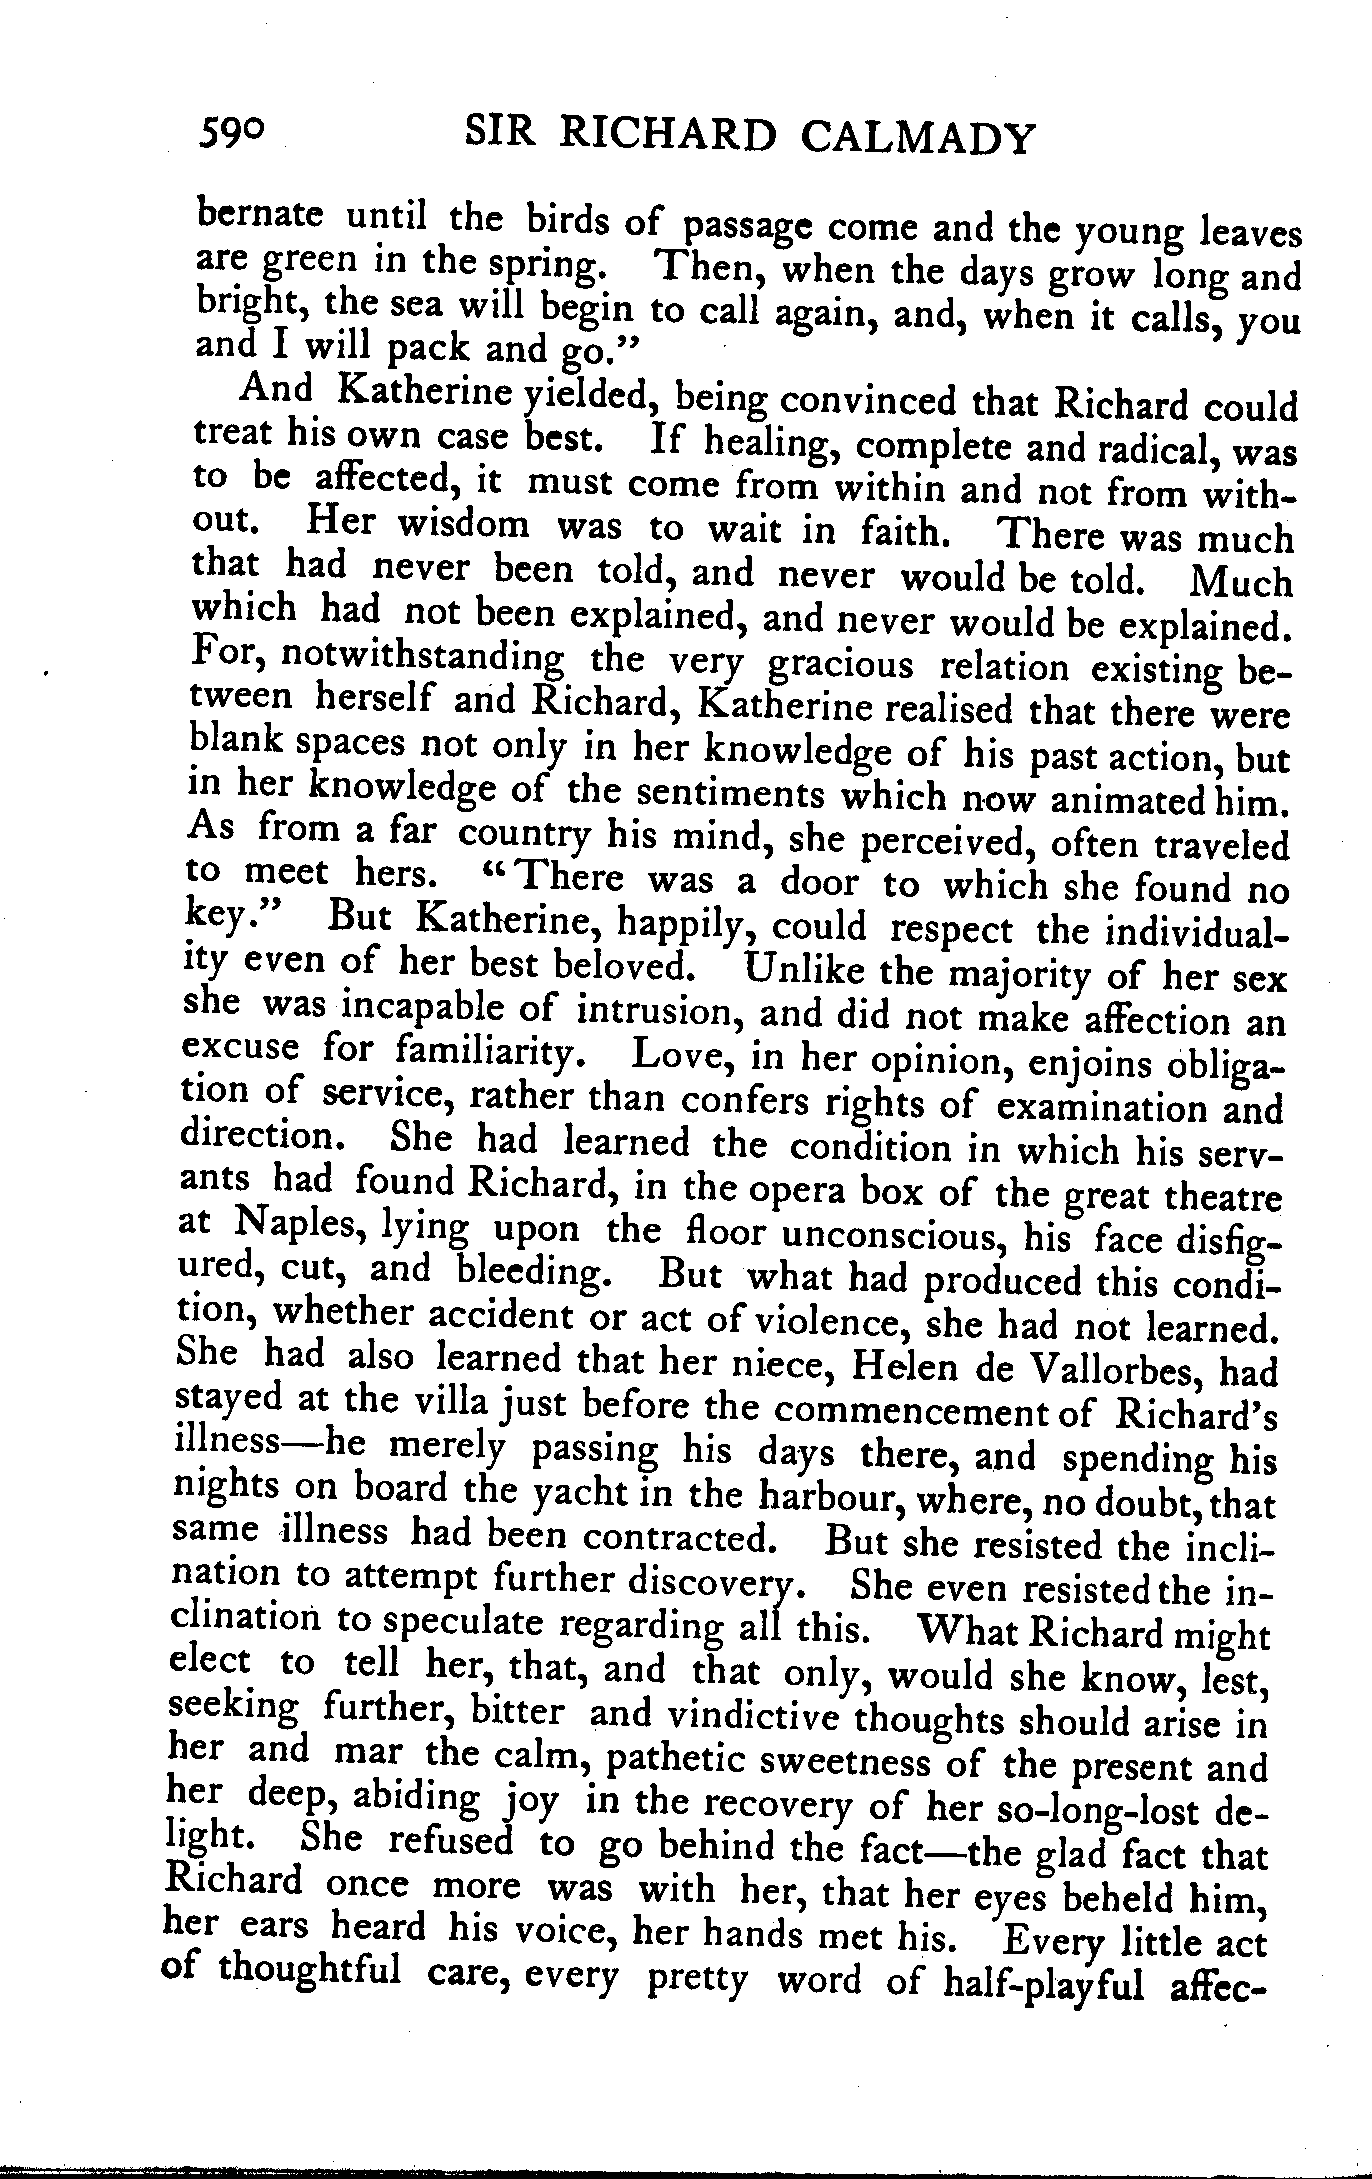 590 SIR RICHARD CALMADY
bernate until the birds of passage come and the young leaves
are green in the spring. Then, when the days grow long and
bright, the sea will begin to call again, and, when it calls, you
and I will pack and go.”
And Katherine yielded, being convinced that Richard could
treat his own case best. If healing, complete and radical, was
to be affected, it must come from within and not from with-
out. Her wisdom was to wait in faith. There was much
that had never been told, and never would be told. Much
which had not been explained, and never would be explained.
For, notwithstanding the very gracious relation existing be-
tween herself and Richard, Katherine realised that there were
blank spaces not only in her knowledge of his past action, but
in her knowledge of the sentiments which now animated him.
As from a far country his mind, she perceived, often traveled
to meet hers. “There was a door to which she found no
key.” But Katherine, happily, could respect the individual-
ity even of her best beloved. Unlike the majority of her sex
she was incapable of intrusion, and did not make affection an
excuse for familiarity. Love, in her opinion, enjoins obliga-
tion of service, rather than confers rights of examination and
direction. She had learned the condition in which his serv-
ants had found Richard, in the opera box of the great theatre
at Naples, lying upon the floor unconscious, his face disfig-
ured, cut, and bleeding. But what had produced this condi-
tion, whether accident or act of violence, she had not learned.
She had also learned that her niece, Helen de Vallorbes, had
stayed at the villa just before the commencement of Richard’s
illness—he merely passing his days there, and spending his
nights on board the yacht in the harbour, where, no doubt, that
same illness had been contracted. But she resisted the incli-
nation to attempt further discovery. She even resisted the in-
clination to speculate regarding all this. What Richard might
elect to tell her, that, and that only, would she know, lest,
seeking further, bitter and vindictive thoughts should arise in
her and mar the calm, pathetic sweetness of the present and
her deep, abiding joy in the recovery of her so-long-lost de-
light. She refused to go behind the fact—the glad fact that
Richard once more was with her, that her eyes beheld him,
her ears heard his voice, her hands met his. Every little act
of thoughtful care, every pretty word of half-playful affec-